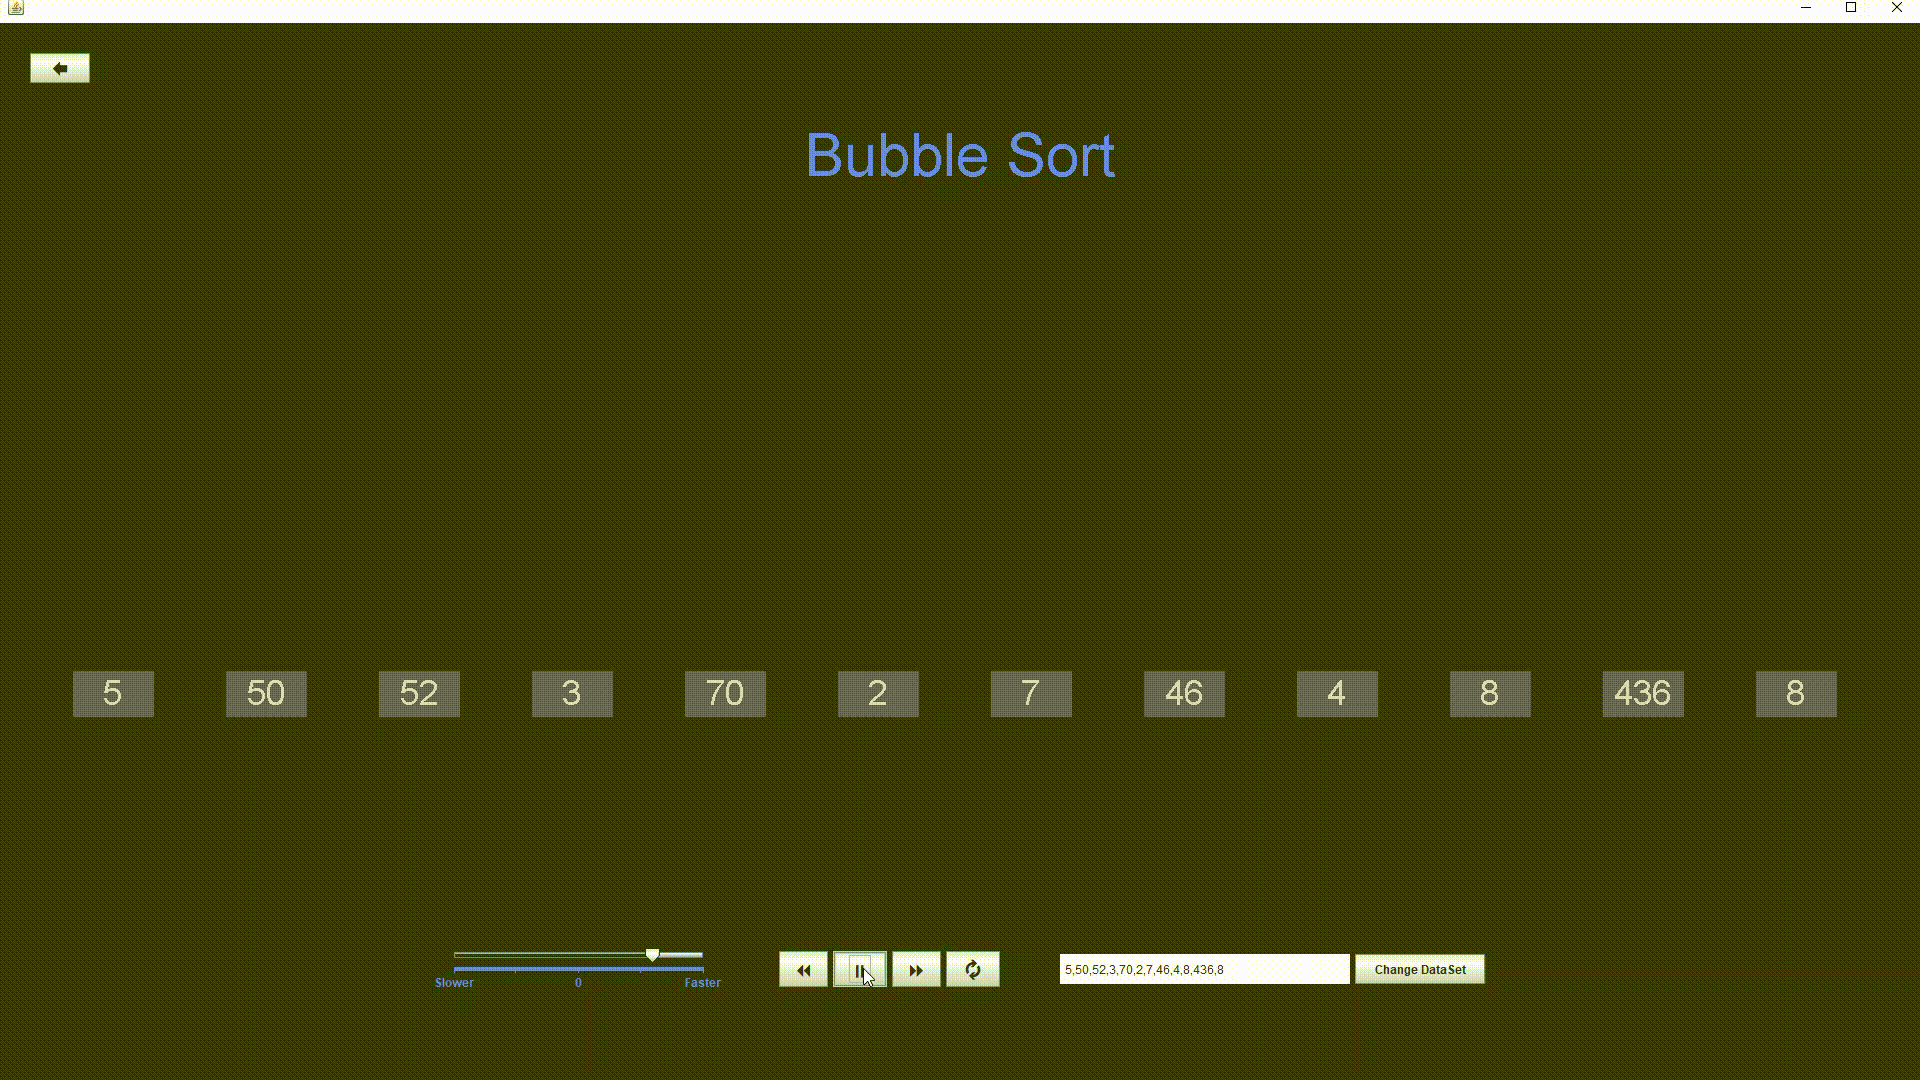 Bubble Sort
5 50 52 3 70 2 7 46 4 8 436 8
Slower 0 Faster
5,50,52,3,70,2,7,46,4,8,436,8
Change DataSet